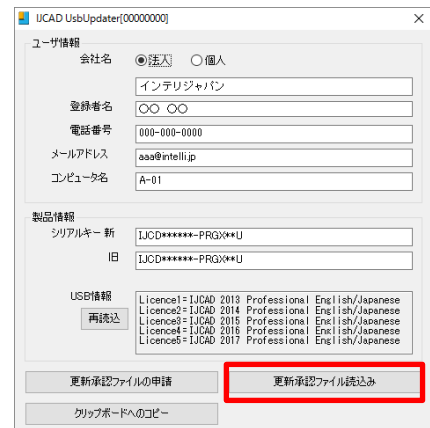 IJCAD UsbUpdater[00000000]
ユーザ情報
会社名 法人 個人
インテリジャパン
登録者名 〇〇 〇〇
電話番号 000-000-0000
メールアドレス aaa@intelli.jp
コンピュータ名 A-01
製品情報
シリアルキー 新 IJCD******-PRGX**U
旧 IJCD******-PRGX**U
USB情報
再読込
Licence1=IJCAD 2013 Professional English/Japanese
Licence2=IJCAD 2014 Professional English/Japanese
Licence3=IJCAD 2015 Professional English/Japanese
Licence4=IJCAD 2016 Professional English/Japanese
Licence5=IJCAD 2017 Professional English/Japanese
更新承認ファイルの申請 更新承認ファイル読込み
クリップボードへのコピー